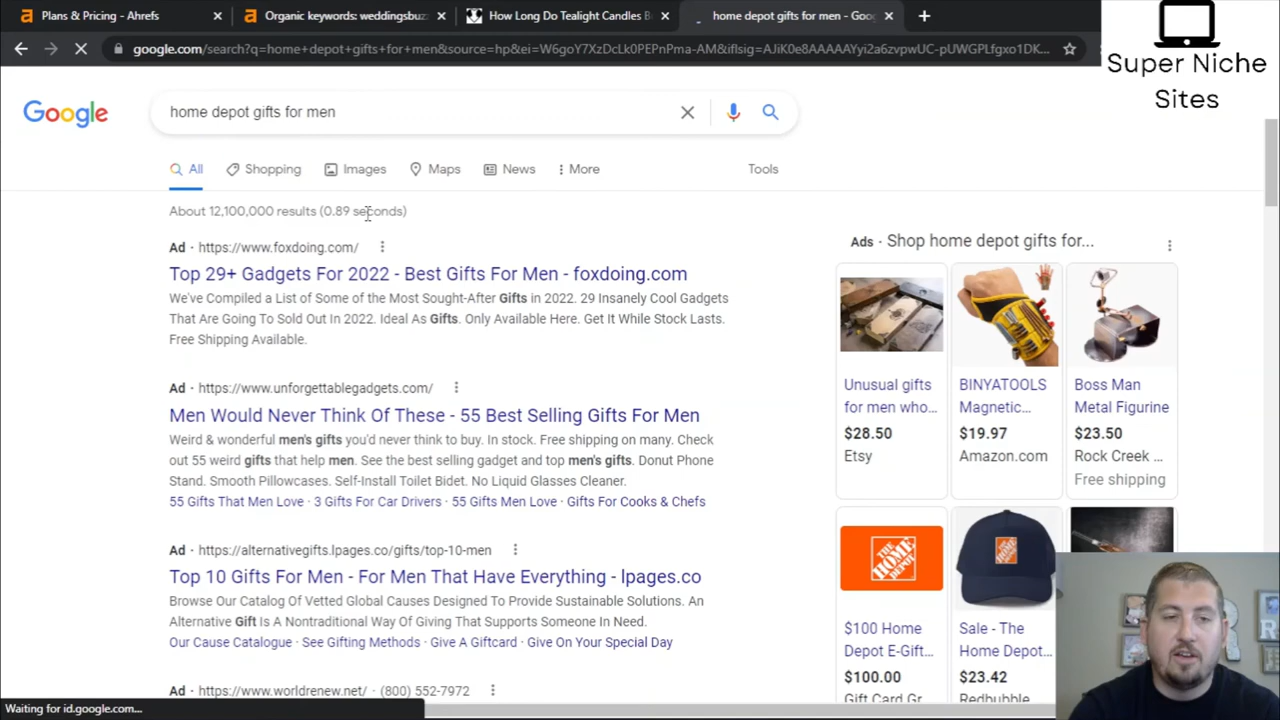 Plans & Pricing - Ahrefs
Organic keywords: weddingsbuz
How Long Do Tealight Candles B
home depot gifts for men - Goo
google.com/search?q=home+depot+gifts+for+men&source=hp&ei=W6goY7XzDcLk0PEPnPma-AM&iflsig=AJiK0e8AAAAAYyi2a6zvpwUC-pUWGPLfgxo1DK...
Super Niche
Sites
Google
home depot gifts for men
All
Shopping
Images
Maps
News
More
Tools
About 12,100,000 results (0.89 seconds)
Ad · https://www.foxdoing.com/
Top 29+ Gadgets For 2022 - Best Gifts For Men - foxdoing.com
We've Compiled a List of Some of the Most Sought-After Gifts in 2022. 29 Insanely Cool Gadgets
That Are Going To Sold Out In 2022. Ideal As Gifts. Only Available Here. Get It While Stock Lasts.
Free Shipping Available.
Ad · https://www.unforgettablegadgets.com/
Men Would Never Think Of These - 55 Best Selling Gifts For Men
Weird & wonderful men's gifts you'd never think to buy. In stock. Free shipping on many. Check
out 55 weird gifts that help men. See the best selling gadget and top men's gifts. Donut Phone
Stand. Smooth Pillowcases. Self-Install Toilet Bidet. No Liquid Glasses Cleaner.
55 Gifts That Men Love · 3 Gifts For Car Drivers · 55 Gifts Men Love · Gifts For Cooks & Chefs
Ad · https://alternativegifts.lpages.co/gifts/top-10-men
Top 10 Gifts For Men - For Men That Have Everything - lpages.co
Browse Our Catalog Of Vetted Global Causes Designed To Provide Sustainable Solutions. An
Alternative Gift Is A Nontraditional Way Of Giving That Supports Someone In Need.
Our Cause Catalogue · See Gifting Methods · Give A Giftcard · Give On Your Special Day
Ad · https://www.worldrenew.net/ · (800) 552-7972
Ads · Shop home depot gifts for...
Unusual gifts
for men who...
$28.50
Etsy
BINYATOOLS
Magnetic...
$19.97
Amazon.com
Boss Man
Metal Figurine
$23.50
Rock Creek ...
Free shipping
THE HOME DEPOT
$100 Home
Depot E-Gift...
$100.00
Gift Card Gr...
Sale - The
Home Depot...
$23.42
Redbubble
Waiting for id.google.com...